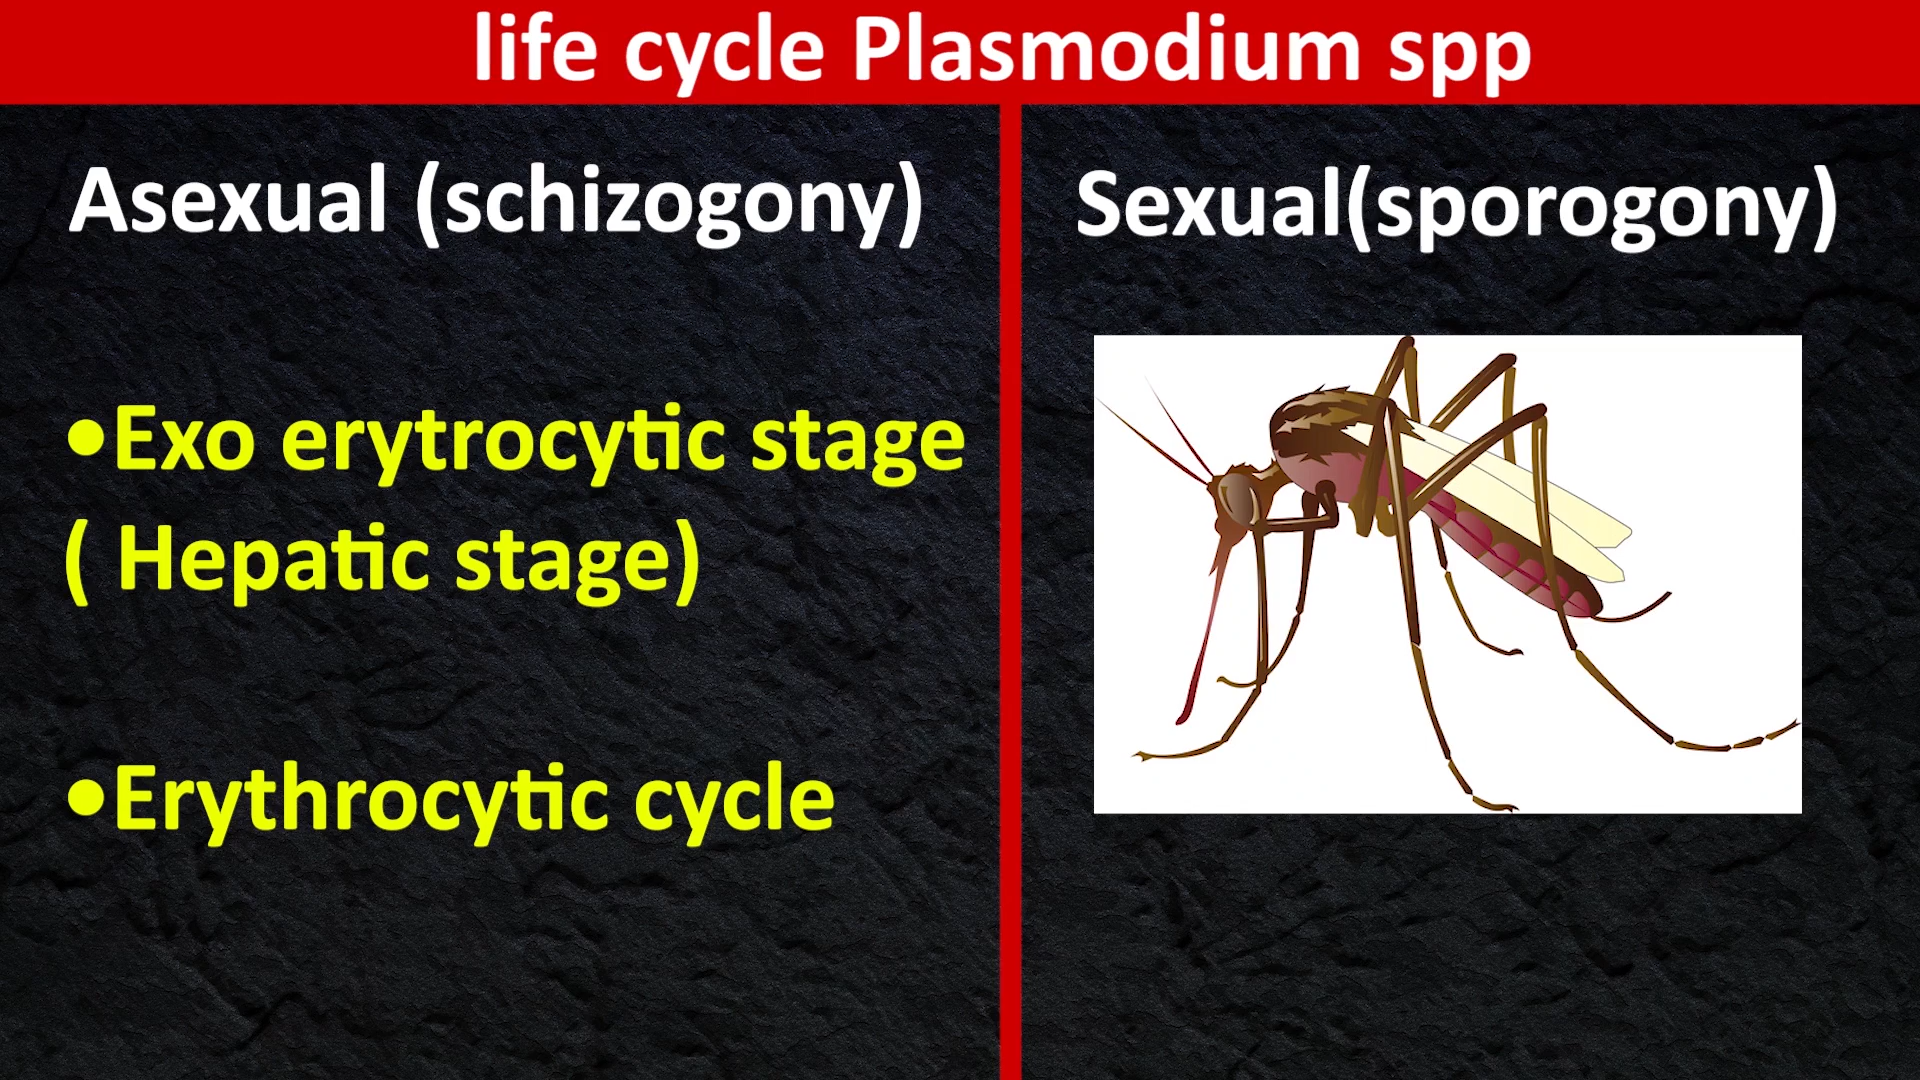 life cycle Plasmodium spp
Asexual (schizogony)
•Exo erytrocytic stage
( Hepatic stage)
•Erythrocytic cycle
Sexual(sporogony)